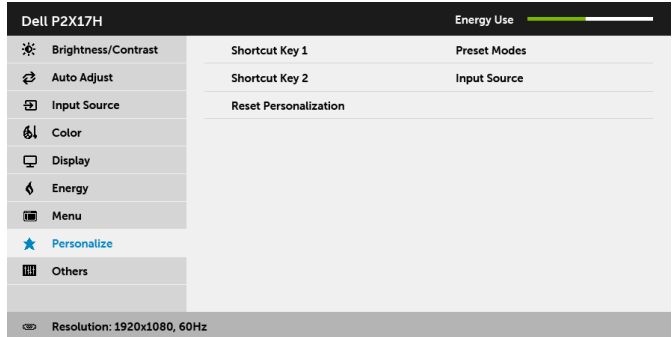 Dell P2X17H Energy Use
Brightness/Contrast Shortcut Key 1 Preset Modes
Auto Adjust Shortcut Key 2 Input Source
Input Source Reset Personalization
Color
Display
Energy
Menu
Personalize
Others
Resolution: 1920x1080, 60Hz